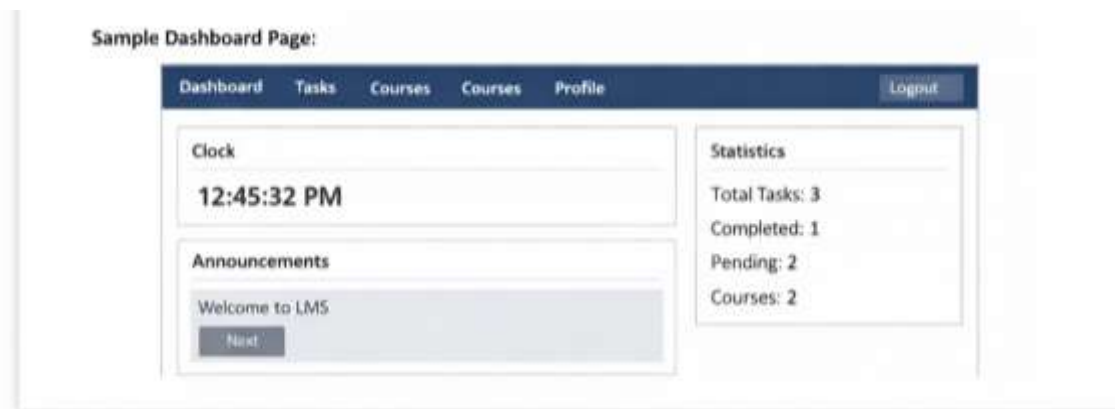 Sample Dashboard Page:
Dashboard Tasks Courses Courses Profile Logout
Clock
12:45:32 PM
Announcements
Welcome to LMS
Next
Statistics
Total Tasks: 3
Completed: 1
Pending: 2
Courses: 2